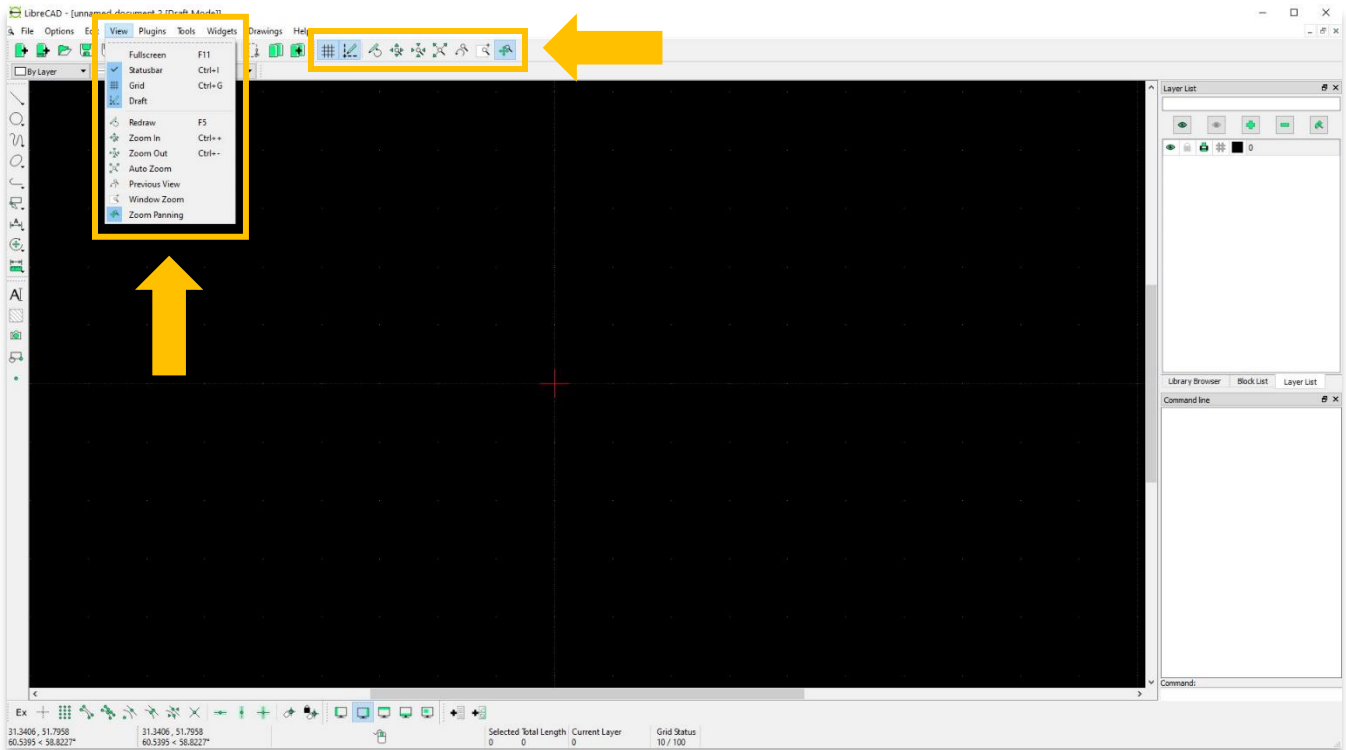 LibreCAD - [unnamed document 2 [Draft Mode]]
File Options View Plugins Tools Widgets Drawings Help
By Layer
Fullscreen F11
Statusbar Ctrl+I
Grid Ctrl+G
Draft
Redraw F5
Zoom In Ctrl++
Zoom Out Ctrl+-
Auto Zoom
Previous View
Window Zoom
Zoom Panning
Layer List
0
Library Browser Block List Layer List
Command line
Command:
Ex
31.3406 , 51.7958
60.5395 < 58.8227°
31.3406 , 51.7958
60.5395 < 58.8227°
Selected Total Length Current Layer Grid Status
0 0 0 10 / 100